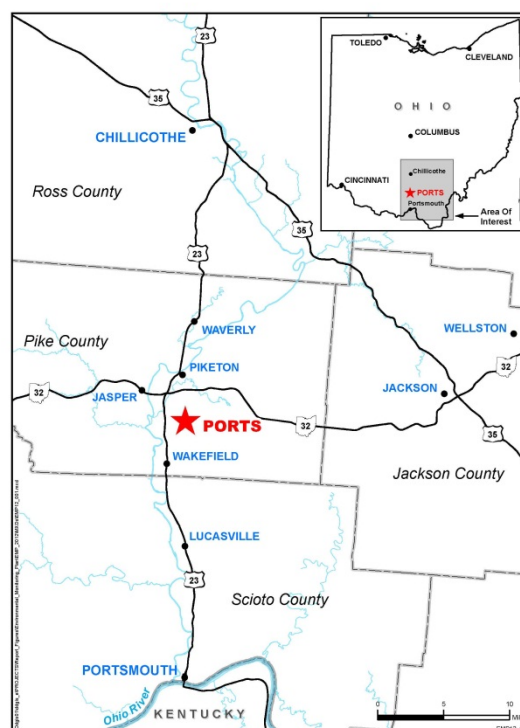 23
35
CHILLICOTHE
Ross County
35
23
TOLEDO
CLEVELAND
OHIO
COLUMBUS
CINCINNATI
Chillicothe
PORTS
Portsmouth
Area Of
Interest
WAVERLY
Pike County
PIKETON
WELLSTON
JACKSON
32
JASPER
32
PORTS
32
35
WAKEFIELD
Jackson County
LUCASVILLE
23
Scioto County
PORTSMOUTH
Ohio River
KENTUCKY
0
5
10